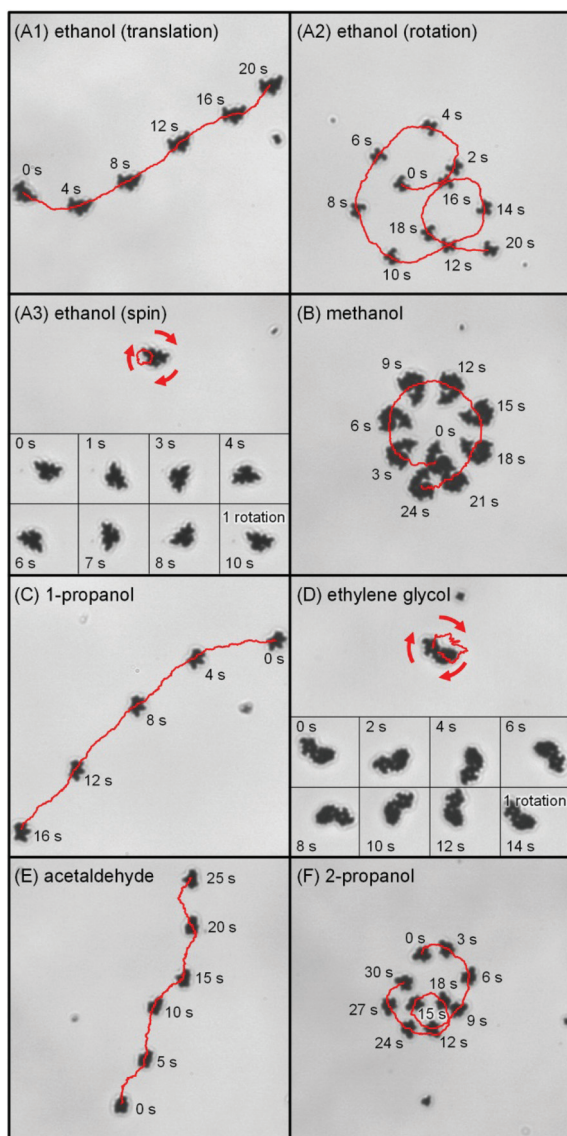 (A1) ethanol (translation)
20 s
16 s
12 s
8 s
0 s
4 s
(A2) ethanol (rotation)
4 s
6 s
2 s
0 s
16 s
8 s
14 s
18 s
20 s
10 s
12 s
(A3) ethanol (spin)
0 s
1 s
3 s
4 s
1 rotation
6 s
7 s
8 s
10 s
(B) methanol
9 s
12 s
15 s
6 s
0 s
18 s
3 s
21 s
24 s
(C) 1-propanol
0 s
4 s
8 s
12 s
16 s
(D) ethylene glycol
0 s
2 s
4 s
6 s
1 rotation
8 s
10 s
12 s
14 s
(E) acetaldehyde
25 s
20 s
15 s
10 s
5 s
0 s
(F) 2-propanol
0 s
3 s
30 s
18 s
6 s
27 s
15 s
9 s
24 s
12 s